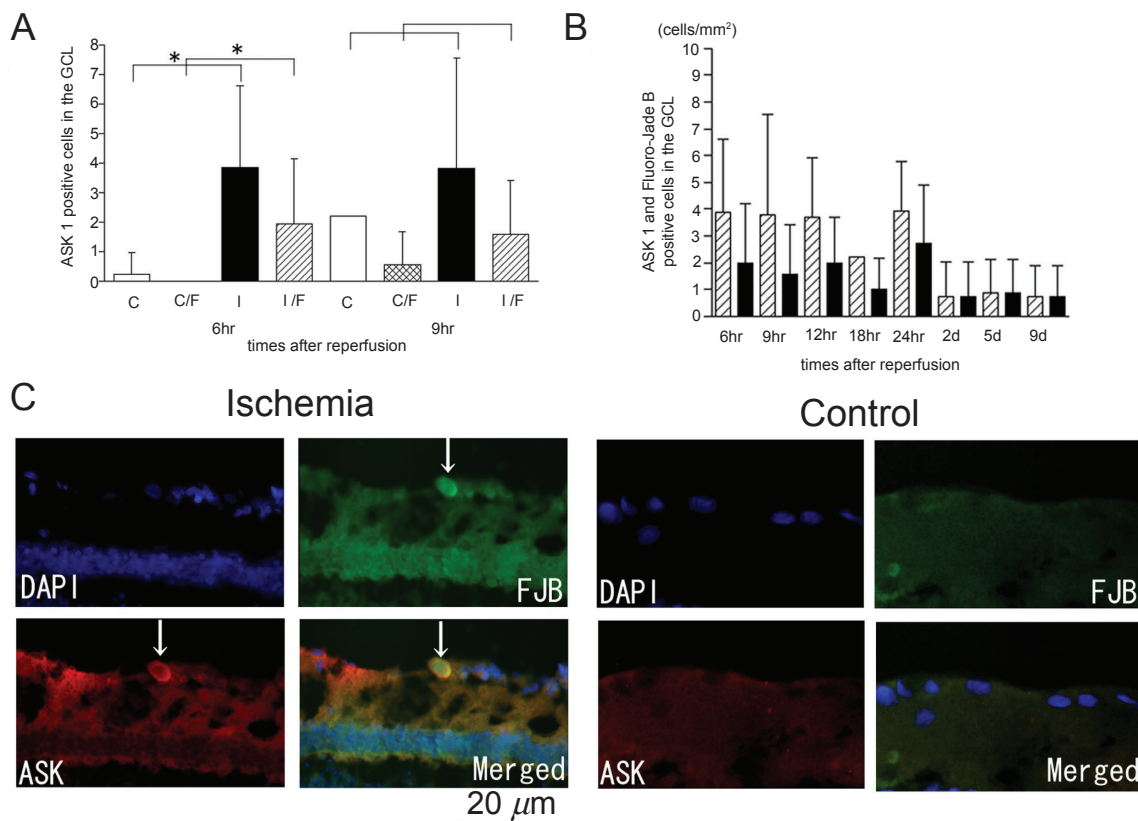 A
ASK 1 positive cells in the GCL
8
7
6
5
4
3
2
1
0
* *
C C/F I I /F C C/F I I /F
6hr 9hr
times after reperfusion
B
(cells/mm²)
ASK 1 and Fluoro-Jade B
positive cells in the GCL
10
9
8
7
6
5
4
3
2
1
0
6hr 9hr 12hr 18hr 24hr 2d 5d 9d
times after reperfusion
C
Ischemia
DAPI FJB
ASK Merged
20 μm
Control
DAPI FJB
ASK Merged